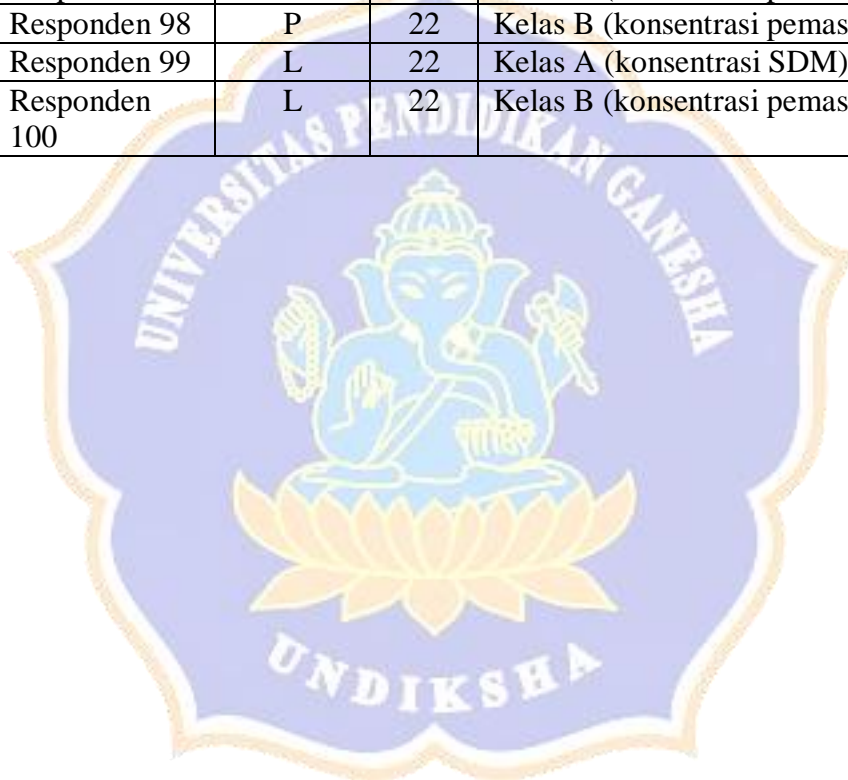 Responden 98 P 22 Kelas B (konsentrasi pemas
Responden 99 L 22 Kelas A (konsentrasi SDM)
Responden L 22 Kelas B (konsentrasi pemas
100
UNIVERSITAS PENDIDIKAN GANESHA
UNDIKSHA